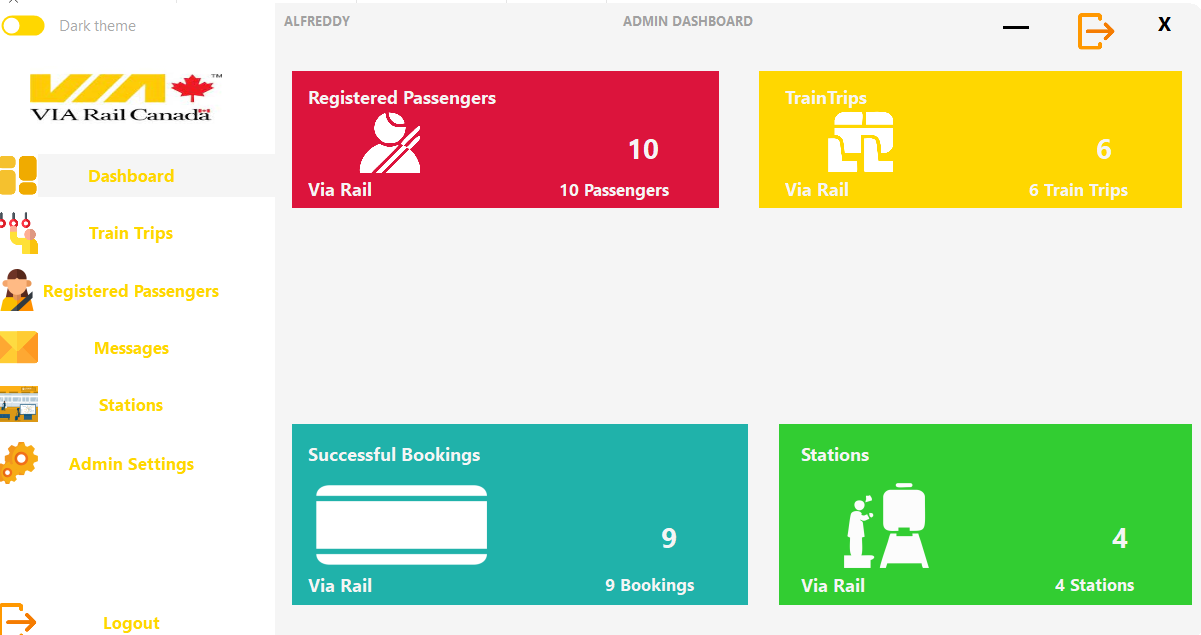 Dark theme
VIA
TM
VIA Rail Canada
Dashboard
Train Trips
Registered Passengers
Messages
Stations
Admin Settings
Logout
ALFREDDY
ADMIN DASHBOARD
X
Registered Passengers
10
Via Rail
10 Passengers
TrainTrips
6
Via Rail
6 Train Trips
Successful Bookings
9
Via Rail
9 Bookings
Stations
4
Via Rail
4 Stations